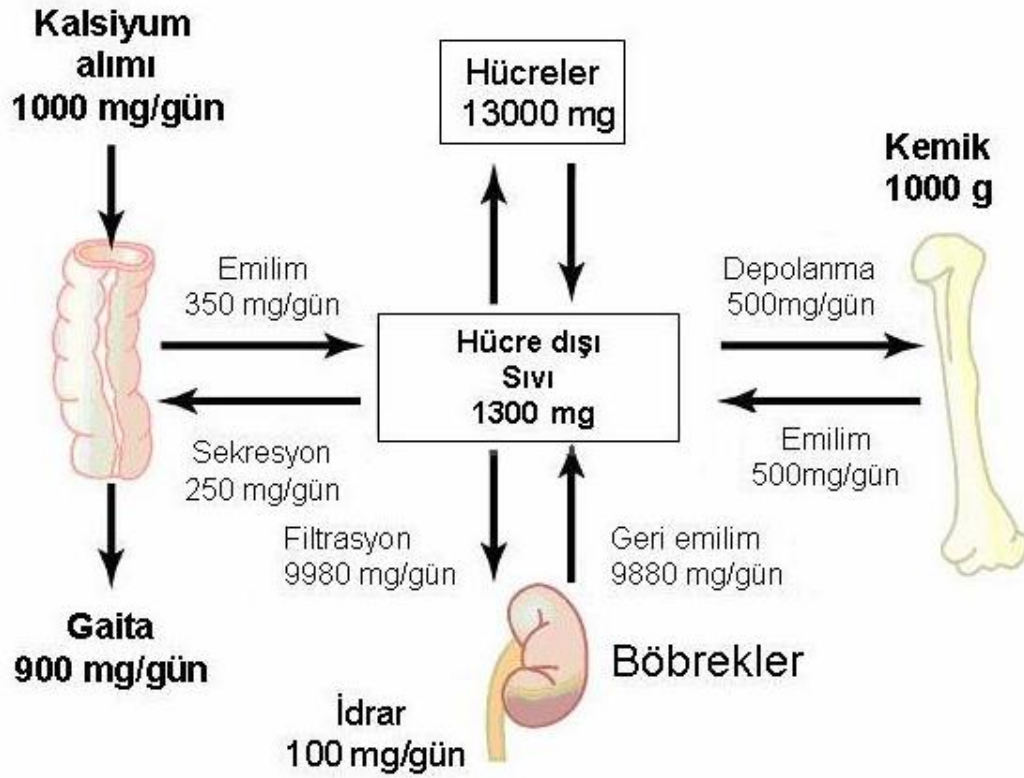 Kalsiyum
alımı
1000 mg/gün
Hücreler
13000 mg
Kemik
1000 g
Emilim
350 mg/gün
Depolanma
500mg/gün
Hücre dışı
Sıvı
1300 mg
Sekresyon
250 mg/gün
Emilim
500mg/gün
Filtrasyon
9980 mg/gün
Geri emilim
9880 mg/gün
Gaita
900 mg/gün
Böbrekler
İdrar
100 mg/gün